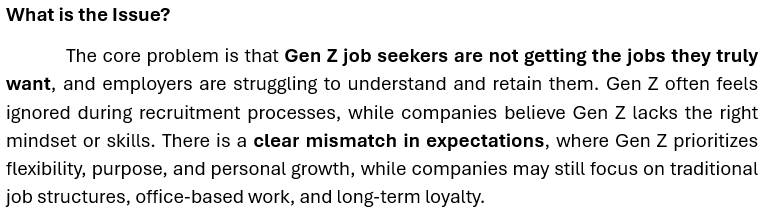 What is the Issue?
The core problem is that Gen Z job seekers are not getting the jobs they truly
want, and employers are struggling to understand and retain them. Gen Z often feels
ignored during recruitment processes, while companies believe Gen Z lacks the right
mindset or skills. There is a clear mismatch in expectations, where Gen Z prioritizes
flexibility, purpose, and personal growth, while companies may still focus on traditional
job structures, office-based work, and long-term loyalty.